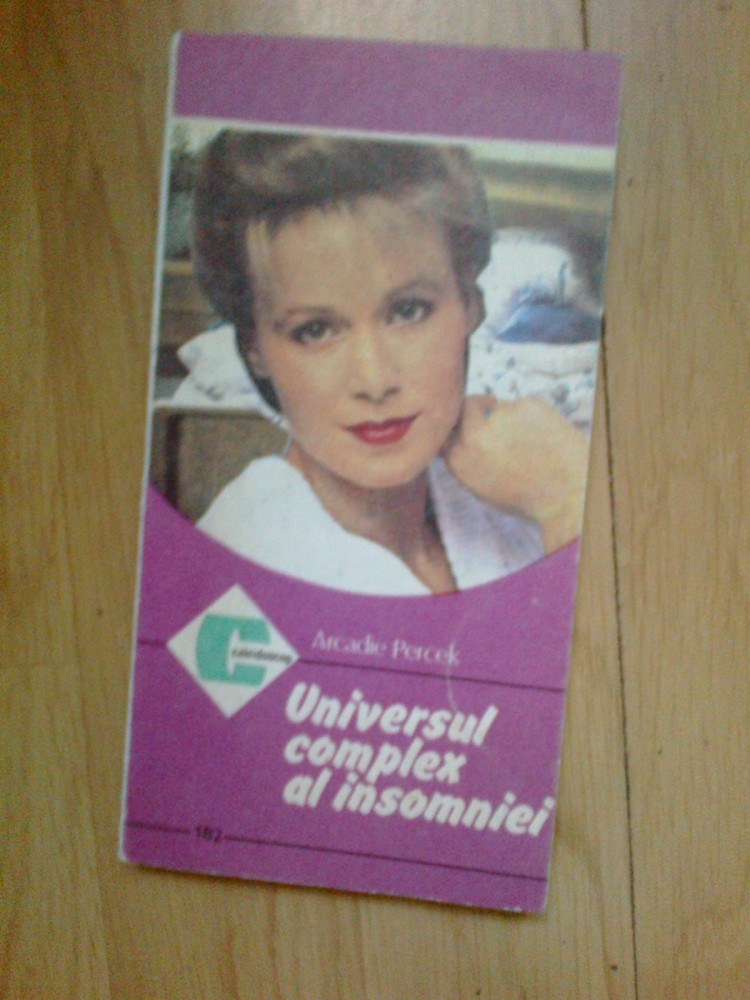 Arcadie Percek
Universul
complex
al insomniei
182